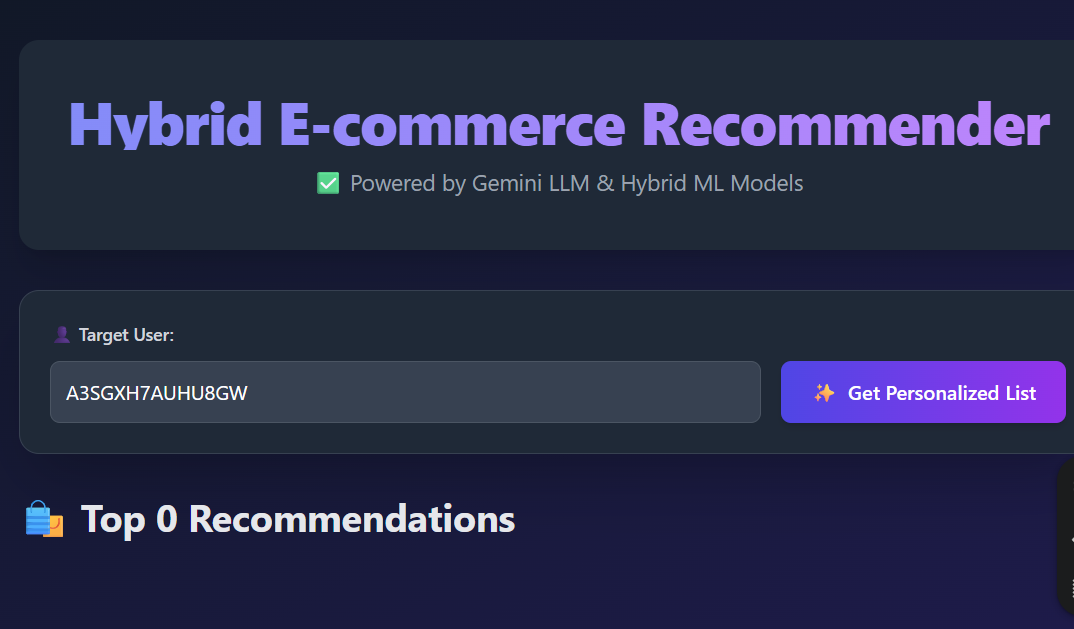 Hybrid E-commerce Recommender
✅ Powered by Gemini LLM & Hybrid ML Models
👤 Target User:
A3SGXH7AUHU8GW
✨ Get Personalized List
🛍️ Top 0 Recommendations